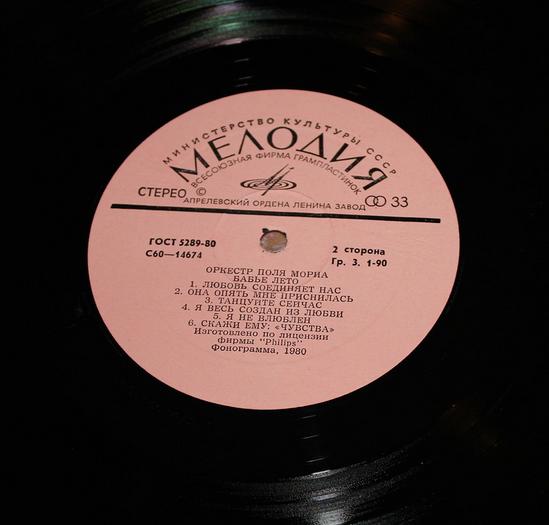 МИНИСТЕРСТВО КУЛЬТУРЫ СССР
МЕЛОДИЯ
ВСЕСОЮЗНАЯ ФИРМА ГРАМПЛАСТИНОК
СТЕРЕО © 33
АПРЕЛЕВСКИЙ ОРДЕНА ЛЕНИНА ЗАВОД
ГОСТ 5289-80
С60—14674
2 сторона
Гр. 3. 1-90
ОРКЕСТР ПОЛЯ МОРИА
БАБЬЕ ЛЕТО
1. ЛЮБОВЬ СОЕДИНЯЕТ НАС
2. ОНА ОПЯТЬ МНЕ ПРИСНИЛАСЬ
3. ТАНЦУЙТЕ СЕЙЧАС
4. Я ВЕСЬ СОЗДАН ИЗ ЛЮБВИ
5. Я НЕ ВЛЮБЛЕН
6. СКАЖИ ЕМУ: «ЧУВСТВА»
Изготовлено по лицензии
фирмы "Philips"
Фонограмма, 1980